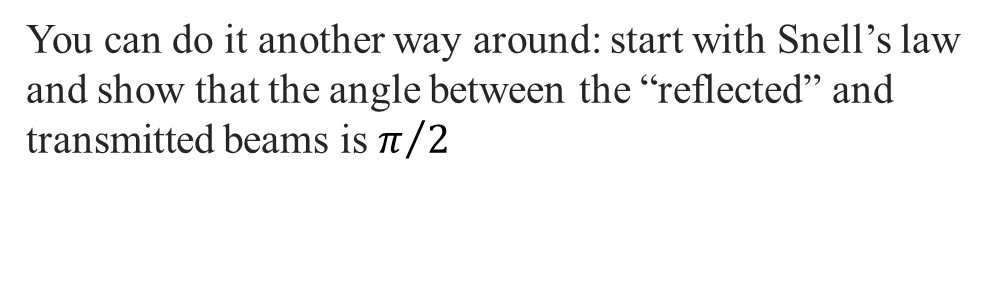 You can do it another way around: start with Snell’s law
and show that the angle between the “reflected” and
transmitted beams is 𝜋/2